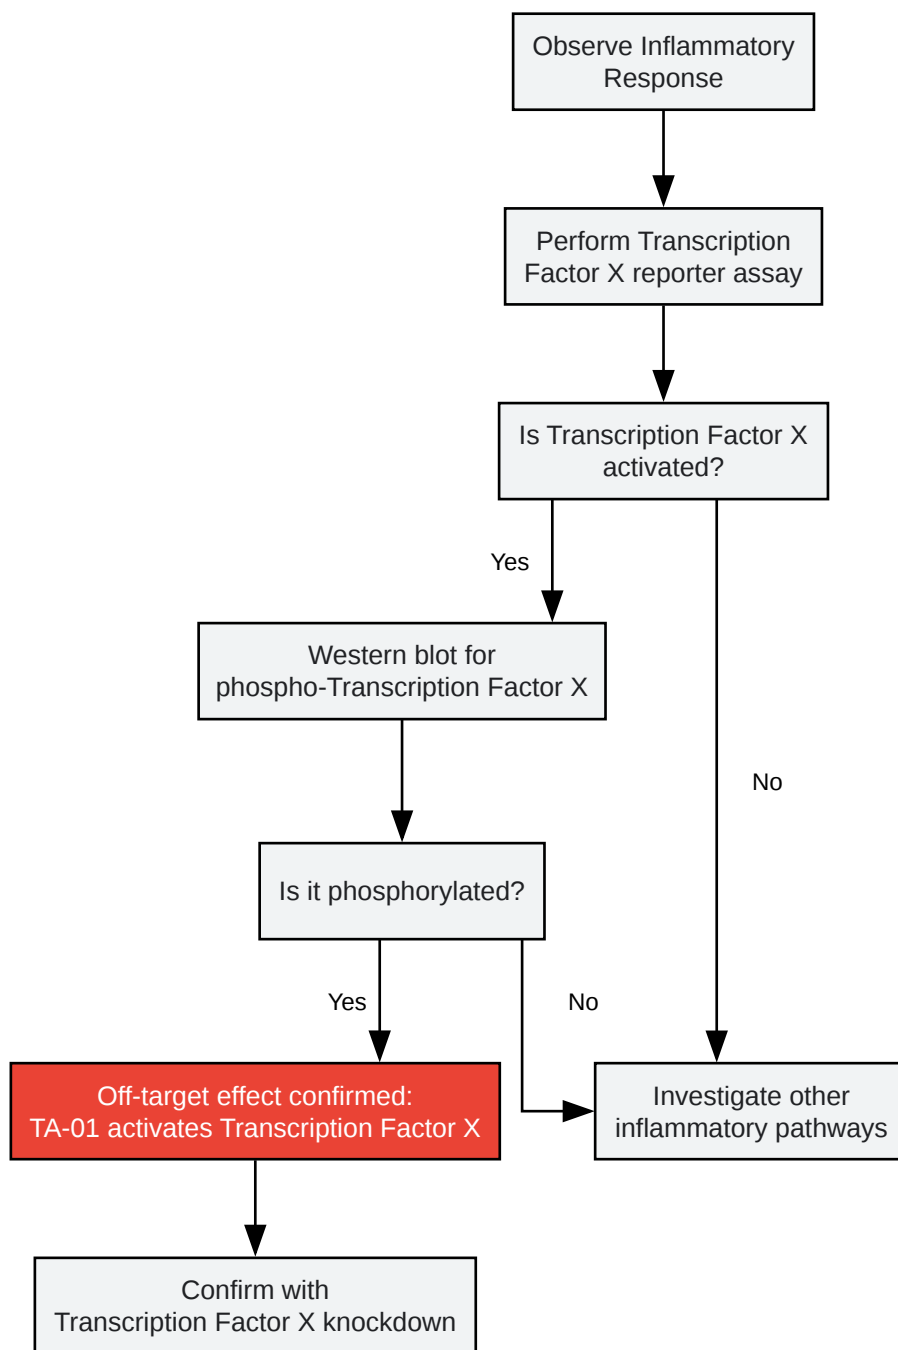 Observe Inflammatory
Response
Perform Transcription
Factor X reporter assay
Is Transcription Factor X
activated?
Yes
Western blot for
phospho-Transcription Factor X
No
Is it phosphorylated?
Yes
No
Off-target effect confirmed:
TA-01 activates Transcription Factor X
Investigate other
inflammatory pathways
Confirm with
Transcription Factor X knockdown